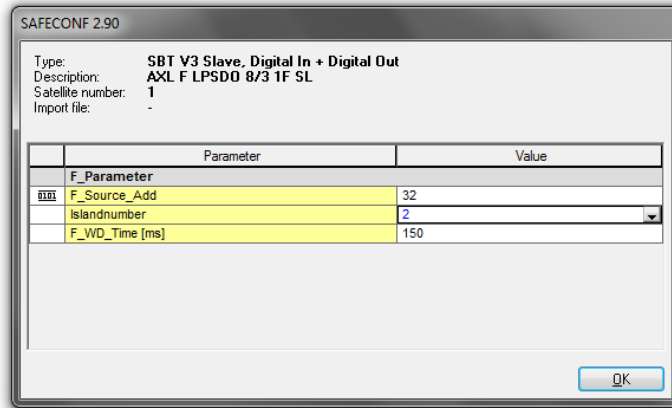 SAFECONF 2.90
Type: SBT V3 Slave, Digital In + Digital Out
Description: AXL F LPSDO 8/3 1F SL
Satellite number: 1
Import file: -
Parameter Value
F_Parameter
0101 F_Source_Add 32
Islandnumber 2
F_WD_Time [ms] 150
OK